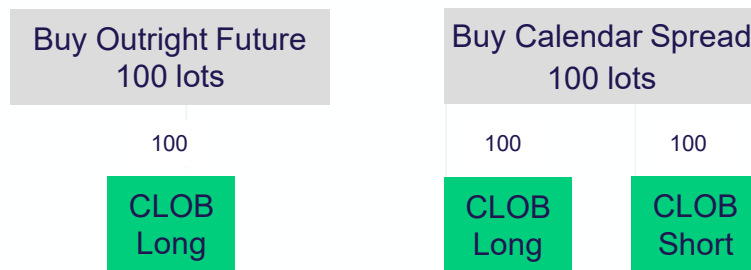 Buy Outright Future
100 lots
100
CLOB
Long
Buy Calendar Spread
100 lots
100
100
CLOB
Long
CLOB
Short